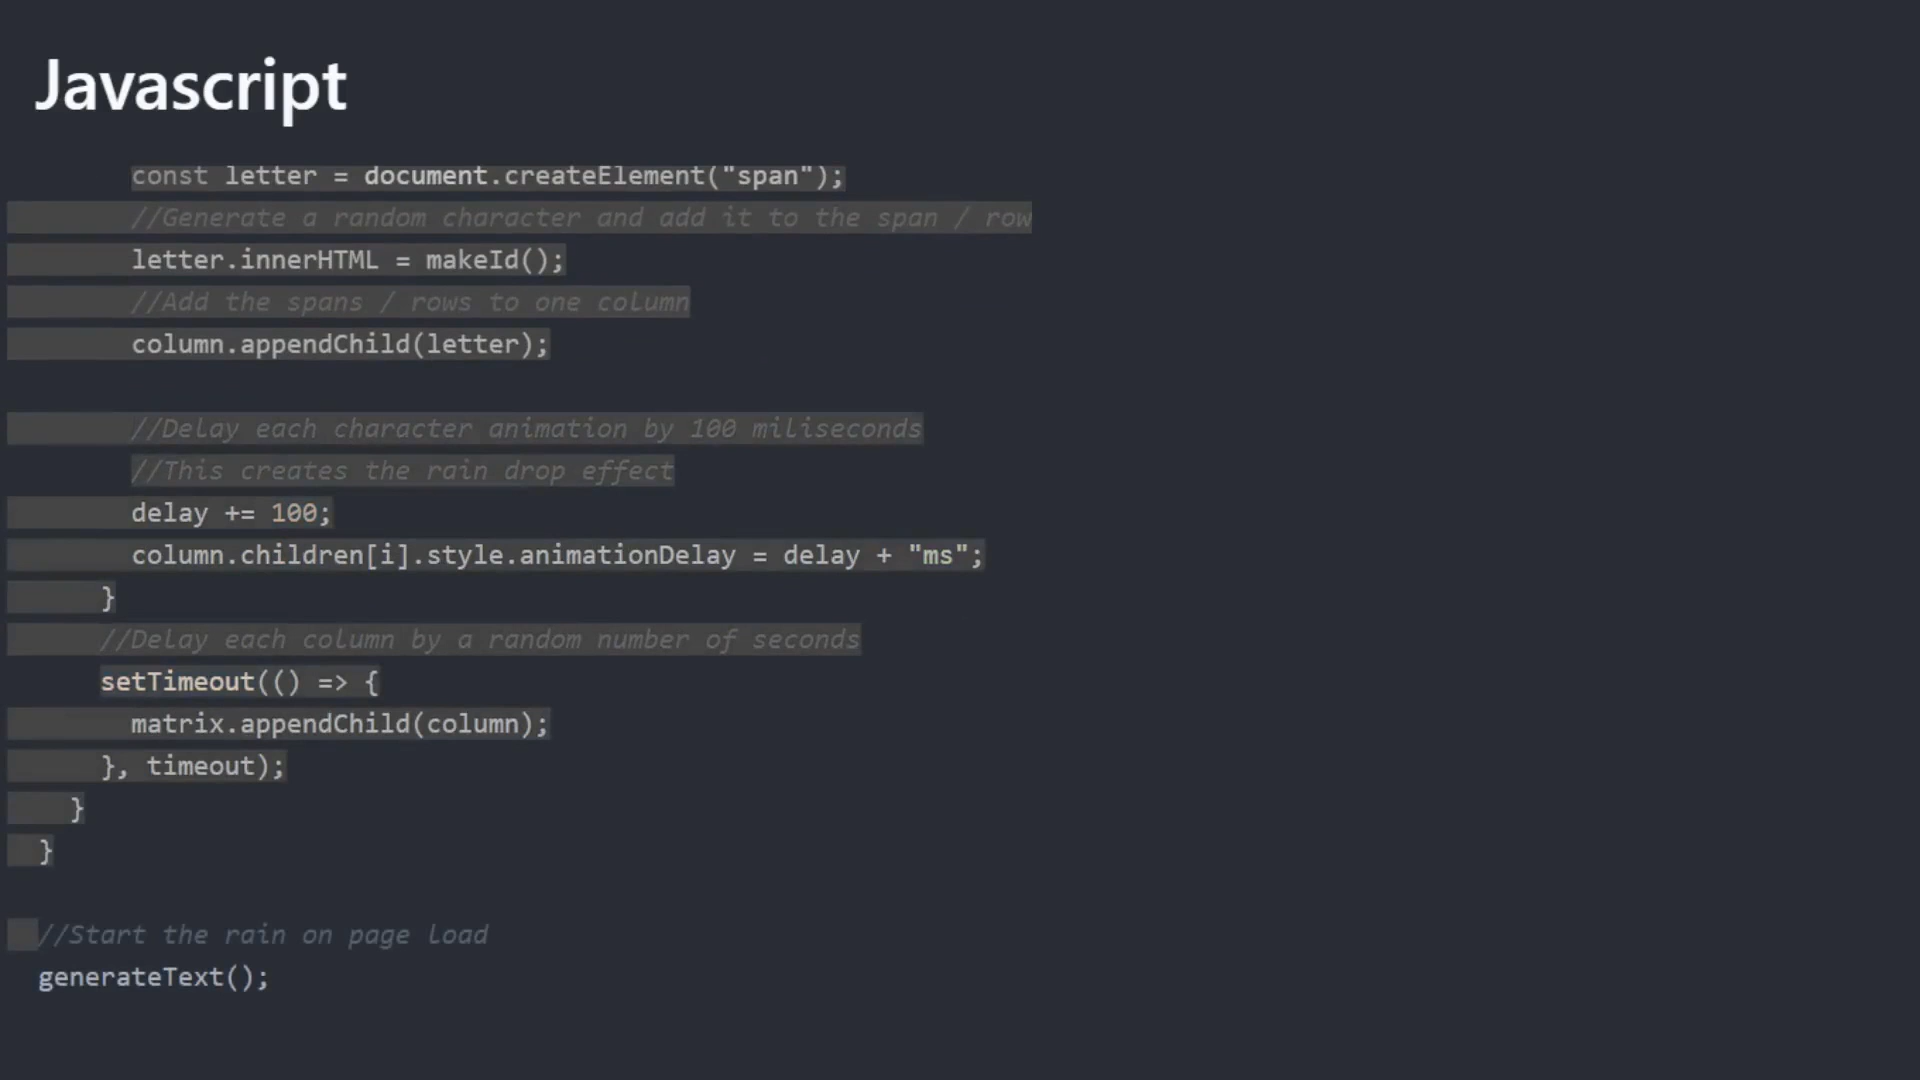 Javascript
const letter = document.createElement("span");
//Generate a random character and add it to the span / row
letter.innerHTML = makeId();
//Add the spans / rows to one column
column.appendChild(letter);
//Delay each character animation by 100 miliseconds
//This creates the rain drop effect
delay += 100;
column.children[i].style.animationDelay = delay + "ms";
}
//Delay each column by a random number of seconds
setTimeout(() => {
matrix.appendChild(column);
}, timeout);
}
}
//Start the rain on page load
generateText();